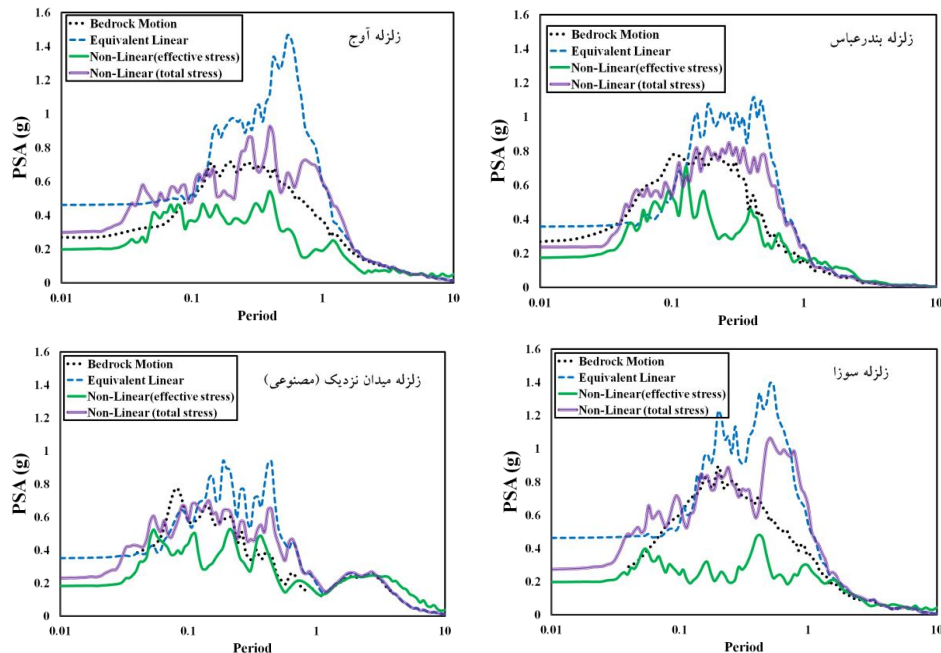 زلزله آوج
Bedrock Motion
Equivalent Linear
Non-Linear(effective stress)
Non-Linear (total stress)
PSA (g)
1.6
1.4
1.2
1
0.8
0.6
0.4
0.2
0
0.01 0.1 1 10
Period
زلزله بندرعباس
Bedrock Motion
Equivalent Linear
Non-Linear(effective stress)
Non-Linear (total stress)
PSA (g)
1.6
1.4
1.2
1
0.8
0.6
0.4
0.2
0
0.01 0.1 1 10
Period
زلزله میدان نزدیک (مصنوعی)
Bedrock Motion
Equivalent Linear
Non-Linear(effective stress)
Non-Linear (total stress)
PSA (g)
1.6
1.4
1.2
1
0.8
0.6
0.4
0.2
0
0.01 0.1 1 10
Period
زلزله سوزا
Bedrock Motion
Equivalent Linear
Non-Linear(effective stress)
Non-Linear (total stress)
PSA (g)
1.6
1.4
1.2
1
0.8
0.6
0.4
0.2
0
0.01 0.1 1 10
Period